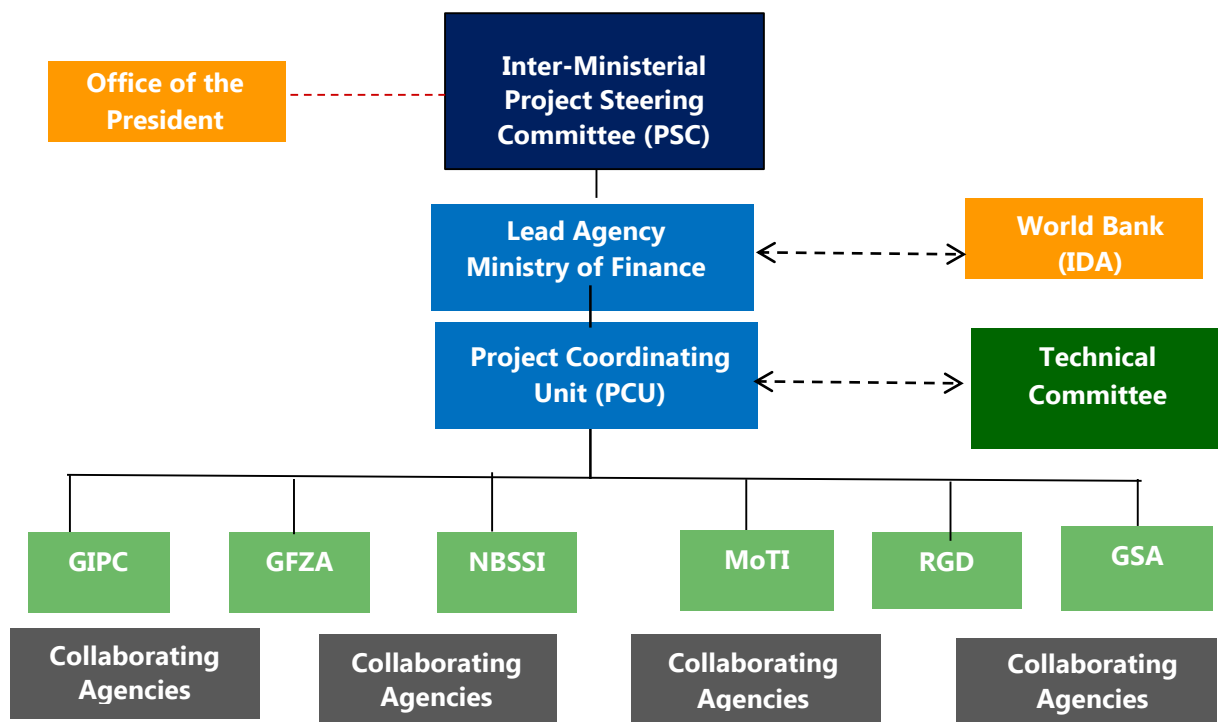 Office of the
President
Inter-Ministerial
Project Steering
Committee (PSC)
Lead Agency
Ministry of Finance
World Bank
(IDA)
Project Coordinating
Unit (PCU)
Technical
Committee
GIPC
GFZA
NBSSI
MoTI
RGD
GSA
Collaborating
Agencies
Collaborating
Agencies
Collaborating
Agencies
Collaborating
Agencies